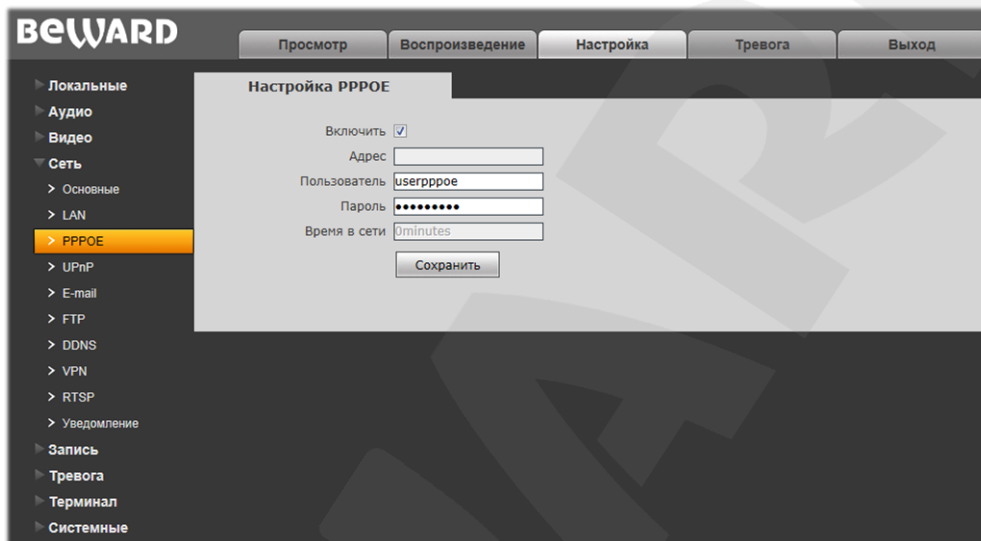 BEWARD
Просмотр Воспроизведение Настройка Тревога Выход
Локальные
Аудио
Видео
Сеть
Основные
LAN
PPPOE
UPnP
E-mail
FTP
DDNS
VPN
RTSP
Уведомление
Запись
Тревога
Терминал
Системные
Настройка PPPOE
Включить
Адрес
Пользователь userpppoe
Пароль •••••••••
Время в сети 0minutes
Сохранить